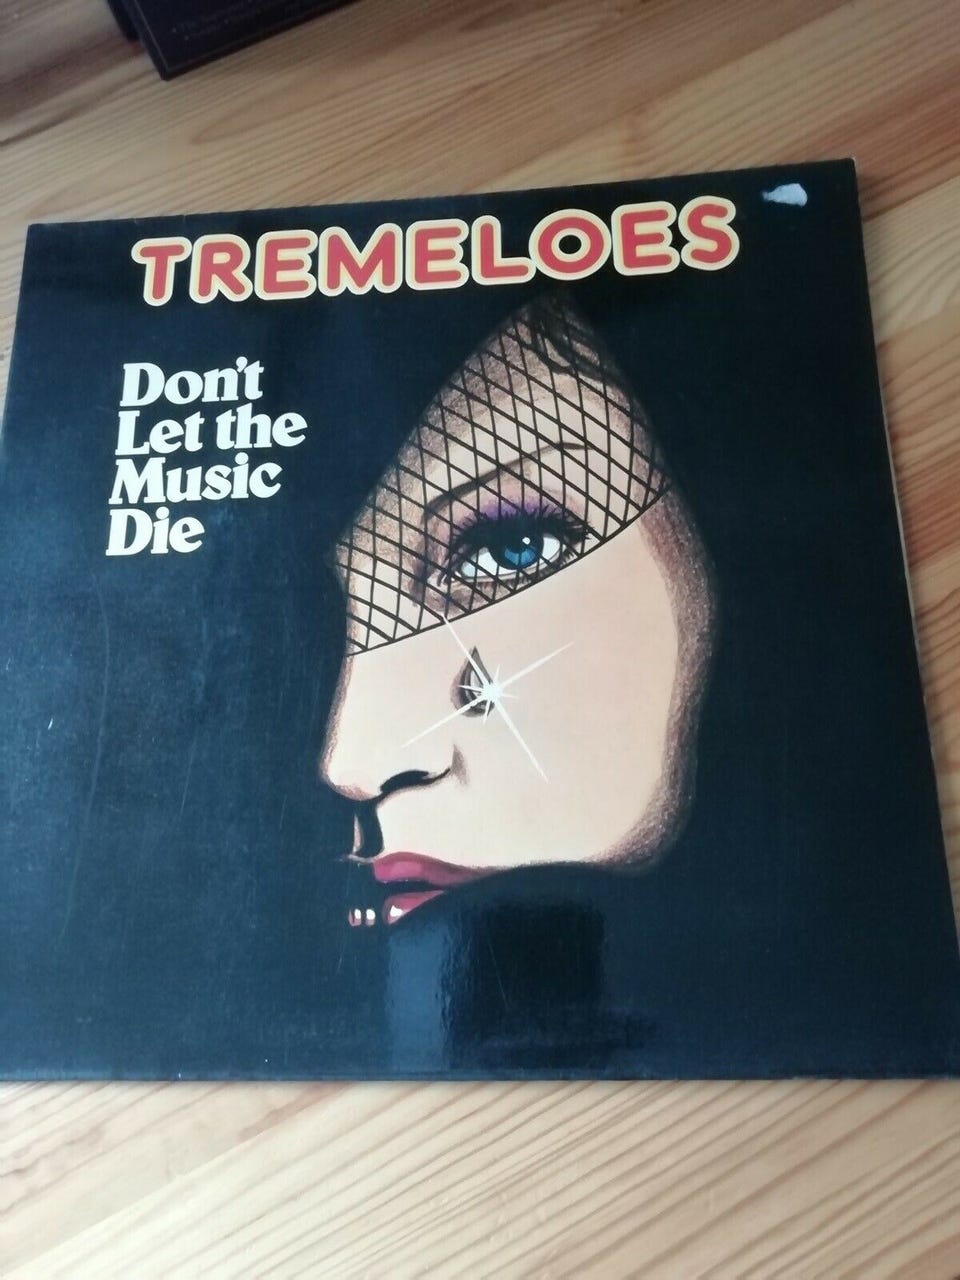 TREMELOES
Don't
Let the
Music
Die